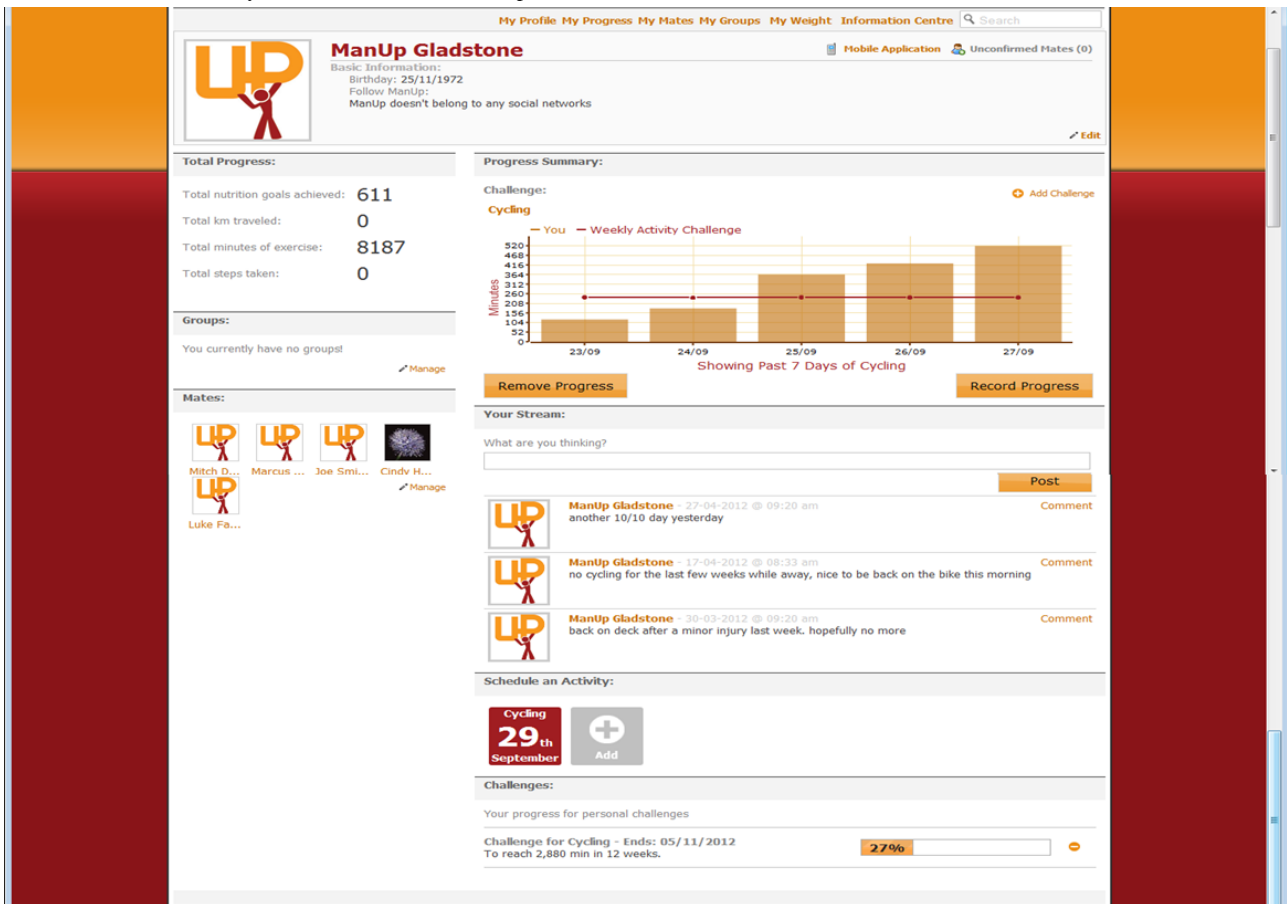 My Profile My Progress My Mates My Groups My Weight Information Centre Search
UP
ManUp Gladstone
Mobile Application Unconfirmed Mates (0)
Basic Information:
Birthday: 25/11/1972
Follow ManUp:
ManUp doesn't belong to any social networks
Edit
Total Progress:
Total nutrition goals achieved: 611
Total km traveled: 0
Total minutes of exercise: 8187
Total steps taken: 0
Groups:
You currently have no groups!
Manage
Mates:
UP UP UP
Mitch D... Marcus ... Joe Smi... Cindy H...
Manage
UP
Luke Fa...
Progress Summary:
Challenge:
Add Challenge
Cycling
You Weekly Activity Challenge
Minutes
520
468
416
364
312
260
208
156
104
52
0
23/09 24/09 25/09 26/09 27/09
Showing Past 7 Days of Cycling
Remove Progress Record Progress
Your Stream:
What are you thinking?
Post
UP
ManUp Gladstone - 27-04-2012 @ 09:20 am Comment
another 10/10 day yesterday
UP
ManUp Gladstone - 17-04-2012 @ 08:33 am Comment
no cycling for the last few weeks while away, nice to be back on the bike this morning
UP
ManUp Gladstone - 30-03-2012 @ 09:20 am Comment
back on deck after a minor injury last week. hopefully no more
Schedule an Activity:
Cycling
29th
September
Add
Challenges:
Your progress for personal challenges
Challenge for Cycling - Ends: 05/11/2012
To reach 2,880 min in 12 weeks.
27%